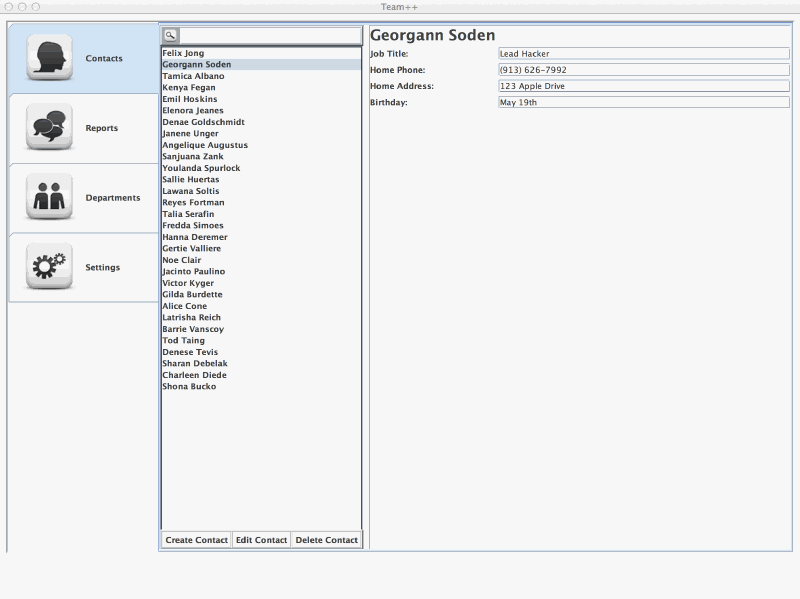 Team++
Contacts
Reports
Departments
Settings
Felix Jong
Georgann Soden
Tamica Albano
Kenya Fegan
Emil Hoskins
Elenora Jeanes
Denae Goldschmidt
Janene Unger
Angelique Augustus
Sanjuana Zank
Youlanda Spurlock
Sallie Huertas
Lawana Soltis
Reyes Fortman
Talia Serafin
Fredda Simoes
Hanna Deremer
Gertie Valliere
Noe Clair
Jacinto Paulino
Victor Kyger
Gilda Burdette
Alice Cone
Latrisha Reich
Barrie Vanscoy
Tod Taing
Denese Tevis
Sharan Debelak
Charleen Diede
Shona Bucko
Create Contact Edit Contact Delete Contact
Georgann Soden
Job Title: Lead Hacker
Home Phone: (913) 626-7992
Home Address: 123 Apple Drive
Birthday: May 19th